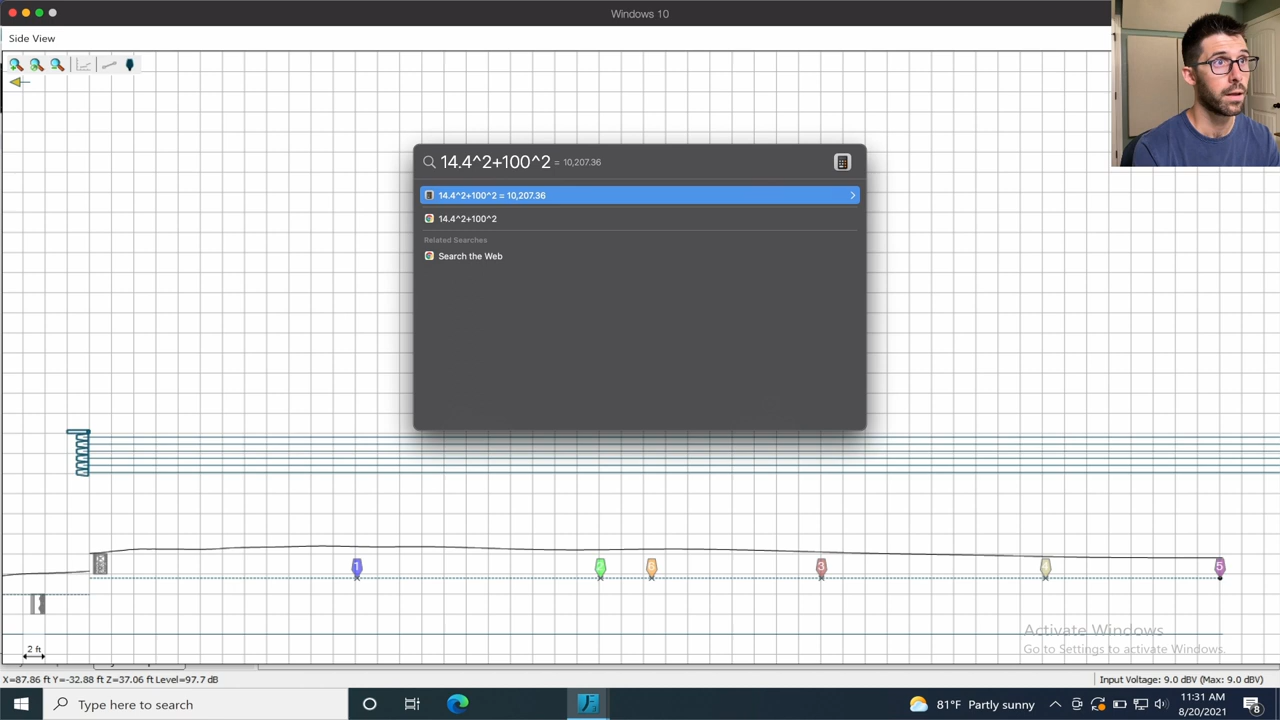 Windows 10
Side View
14.4^2+100^2 = 10,207.36
14.4^2+100^2 = 10,207.36
14.4^2+100^2
Related Searches
Search the Web
1
3
4
5
2 ft
Activate Windows
Go to Settings to activate Windows.
X=87.86 ft Y=-32.88 ft Z=37.06 ft Level=97.7 dB
Input Voltage: 9.0 dBV (Max: 9.0 dBV)
Type here to search
81°F Partly sunny
11:31 AM
8/20/2021
8